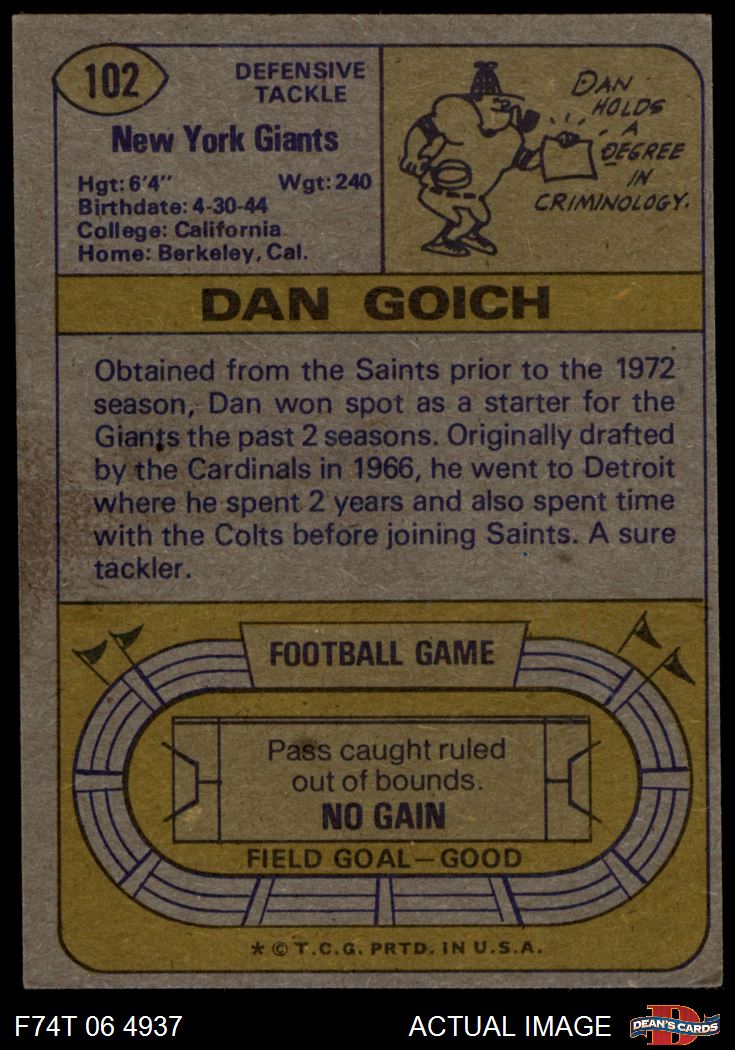 102
DEFENSIVE
TACKLE
New York Giants
Hgt: 6'4" Wgt: 240
Birthdate: 4-30-44
College: California
Home: Berkeley, Cal.
DAN
HOLDS
A
DEGREE
IN
CRIMINOLOGY.
DAN GOICH
Obtained from the Saints prior to the 1972
season, Dan won spot as a starter for the
Giants the past 2 seasons. Originally drafted
by the Cardinals in 1966, he went to Detroit
where he spent 2 years and also spent time
with the Colts before joining Saints. A sure
tackler.
FOOTBALL GAME
Pass caught ruled
out of bounds.
NO GAIN
FIELD GOAL—GOOD
* © T.C.G. PRTD. IN U.S.A.
F74T 06 4937 ACTUAL IMAGE DEAN'S CARDS